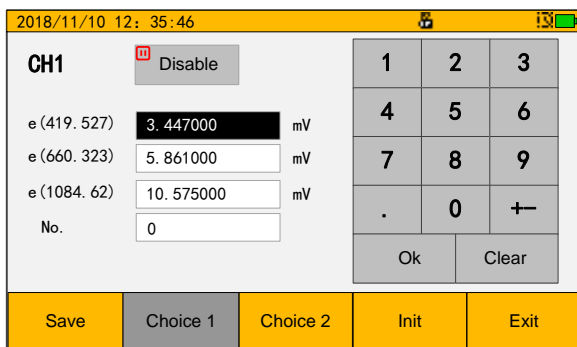 2018/11/10 12: 35:46
CH1
Disable
e(419.527) 3.447000 mV
e(660.323) 5.861000 mV
e(1084.62) 10.575000 mV
No. 0
1 2 3
4 5 6
7 8 9
. 0 +−
Ok Clear
Save Choice 1 Choice 2 Init Exit